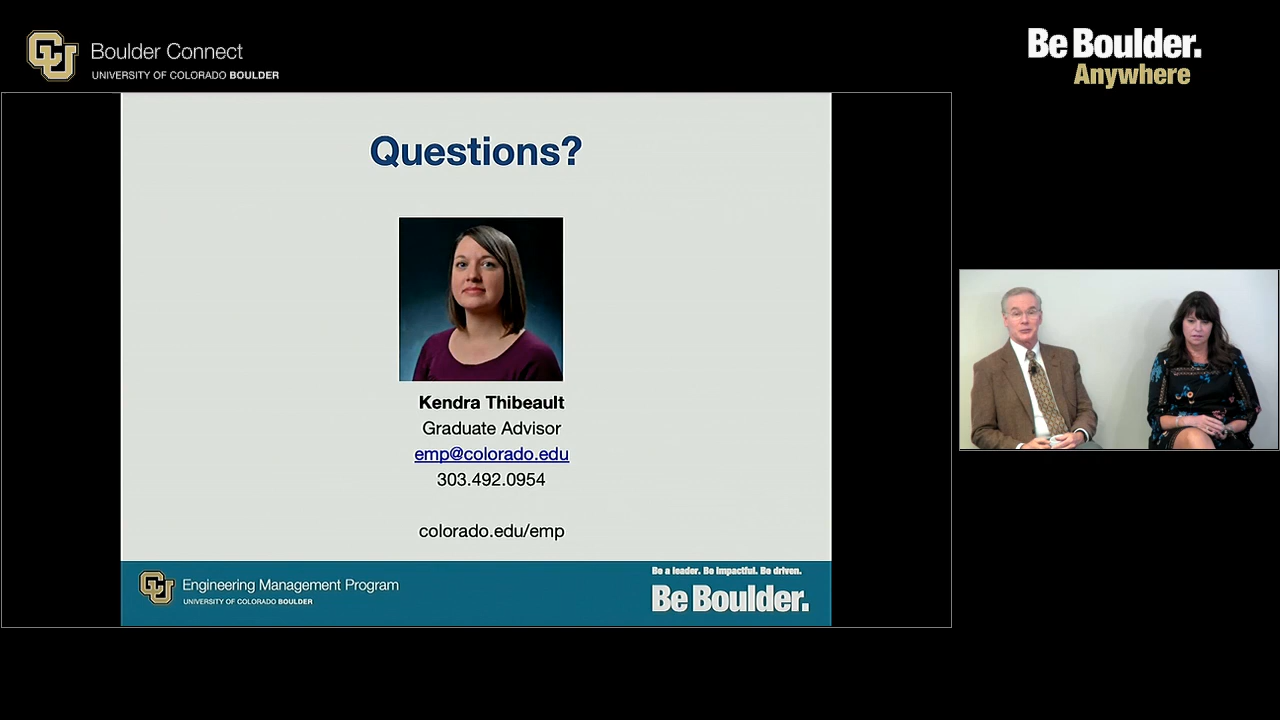 CU
Boulder Connect
UNIVERSITY OF COLORADO BOULDER
Be Boulder.
Anywhere
Questions?
Kendra Thibeault
Graduate Advisor
emp@colorado.edu
303.492.0954
colorado.edu/emp
CU
Engineering Management Program
UNIVERSITY OF COLORADO BOULDER
Be a leader. Be impactful. Be driven.
Be Boulder.